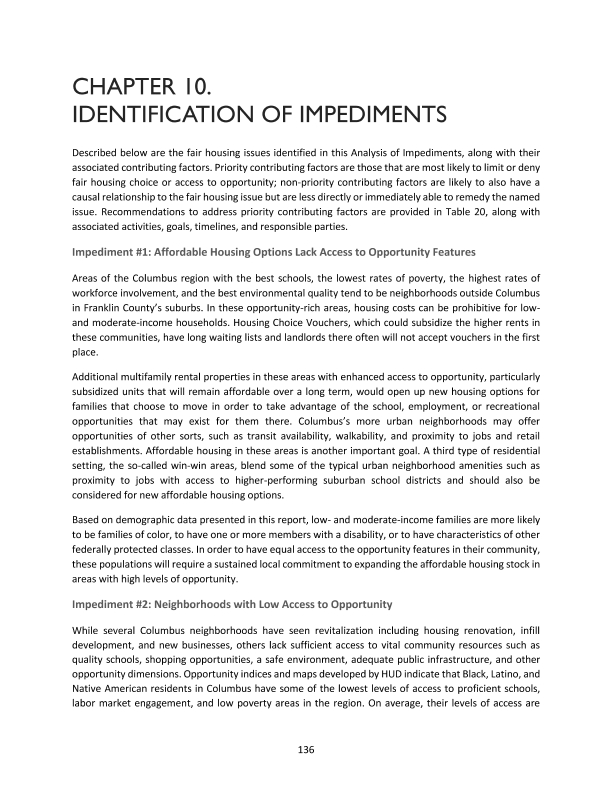 CHAPTER 10.
IDENTIFICATION OF IMPEDIMENTS
Described below are the fair housing issues identified in this Analysis of Impediments, along with their
associated contributing factors. Priority contributing factors are those that are most likely to limit or deny
fair housing choice or access to opportunity; non-priority contributing factors are likely to also have a
causal relationship to the fair housing issue but are less directly or immediately able to remedy the named
issue. Recommendations to address priority contributing factors are provided in Table 20, along with
associated activities, goals, timelines, and responsible parties.
Impediment #1: Affordable Housing Options Lack Access to Opportunity Features
Areas of the Columbus region with the best schools, the lowest rates of poverty, the highest rates of
workforce involvement, and the best environmental quality tend to be neighborhoods outside Columbus
in Franklin County’s suburbs. In these opportunity-rich areas, housing costs can be prohibitive for low-
and moderate-income households. Housing Choice Vouchers, which could subsidize the higher rents in
these communities, have long waiting lists and landlords there often will not accept vouchers in the first
place.
Additional multifamily rental properties in these areas with enhanced access to opportunity, particularly
subsidized units that will remain affordable over a long term, would open up new housing options for
families that choose to move in order to take advantage of the school, employment, or recreational
opportunities that may exist for them there. Columbus’s more urban neighborhoods may offer
opportunities of other sorts, such as transit availability, walkability, and proximity to jobs and retail
establishments. Affordable housing in these areas is another important goal. A third type of residential
setting, the so-called win-win areas, blend some of the typical urban neighborhood amenities such as
proximity to jobs with access to higher-performing suburban school districts and should also be
considered for new affordable housing options.
Based on demographic data presented in this report, low- and moderate-income families are more likely
to be families of color, to have one or more members with a disability, or to have characteristics of other
federally protected classes. In order to have equal access to the opportunity features in their community,
these populations will require a sustained local commitment to expanding the affordable housing stock in
areas with high levels of opportunity.
Impediment #2: Neighborhoods with Low Access to Opportunity
While several Columbus neighborhoods have seen revitalization including housing renovation, infill
development, and new businesses, others lack sufficient access to vital community resources such as
quality schools, shopping opportunities, a safe environment, adequate public infrastructure, and other
opportunity dimensions. Opportunity indices and maps developed by HUD indicate that Black, Latino, and
Native American residents in Columbus have some of the lowest levels of access to proficient schools,
labor market engagement, and low poverty areas in the region. On average, their levels of access are
136